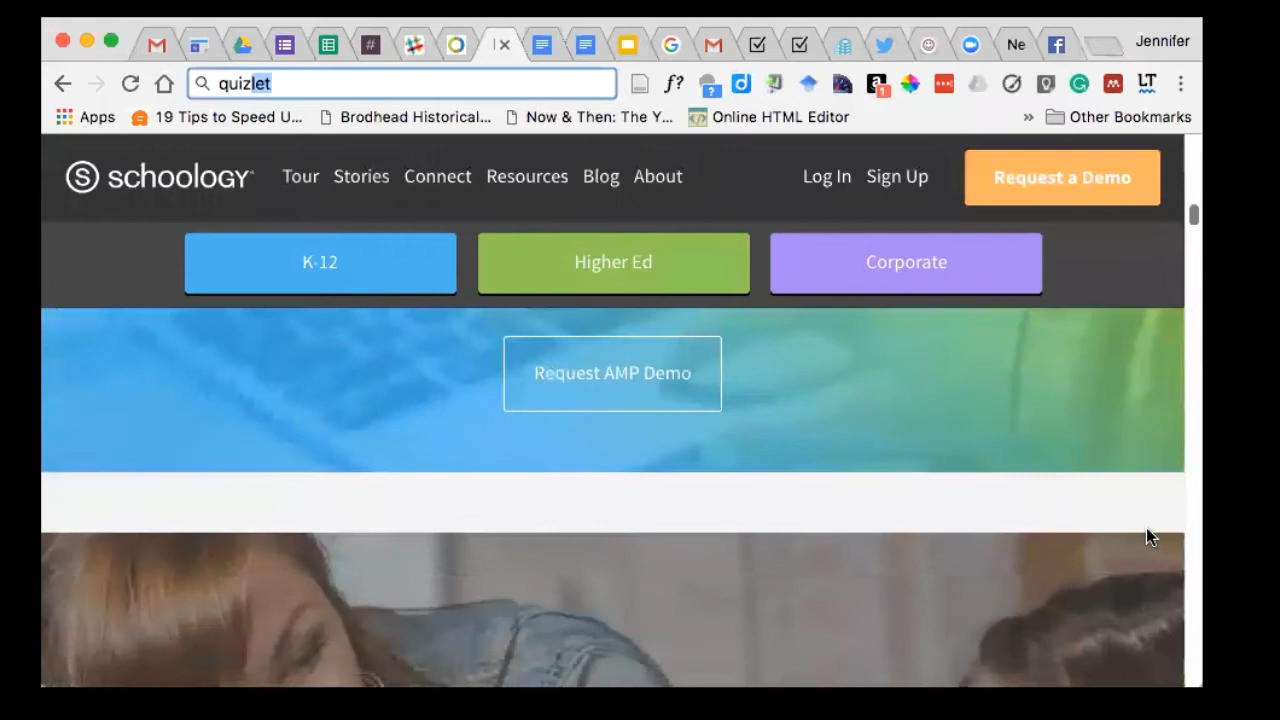 Jennifer
Ne
quizlet
f? ? d a 1 G LT
Apps 19 Tips to Speed U... Brodhead Historical... Now & Then: The Y... Online HTML Editor » Other Bookmarks
S schoology Tour Stories Connect Resources Blog About Log In Sign Up Request a Demo
K-12 Higher Ed Corporate
Request AMP Demo